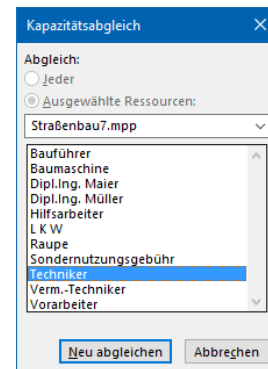 Kapazitätsabgleich
Abgleich:
Jeder
Ausgewählte Ressourcen:
Straßenbau7.mpp
Bauführer
Baumaschine
Dipl.Ing. Maier
Dipl.Ing. Müller
Hilfsarbeiter
L K W
Raupe
Sondernutzungsgebühr
Techniker
Verm.-Techniker
Vorarbeiter
Neu abgleichen Abbrechen